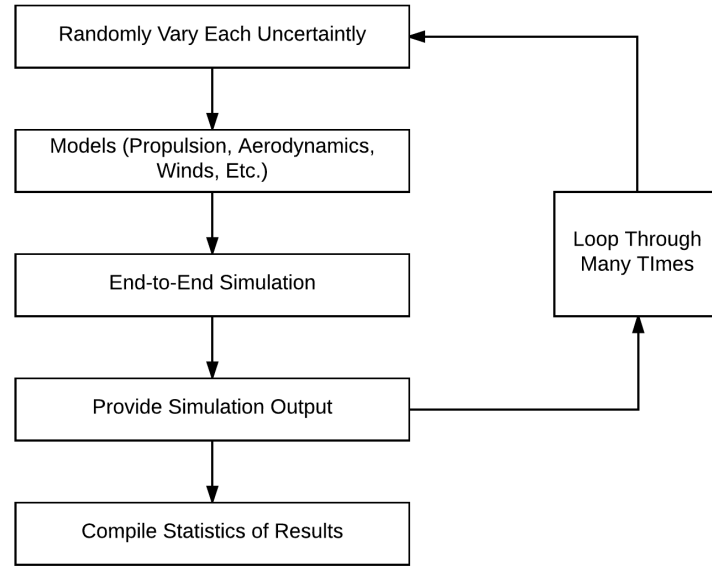 Randomly Vary Each Uncertaintly
Models (Propulsion, Aerodynamics,
Winds, Etc.)
End-to-End Simulation
Provide Simulation Output
Compile Statistics of Results
Loop Through
Many TImes